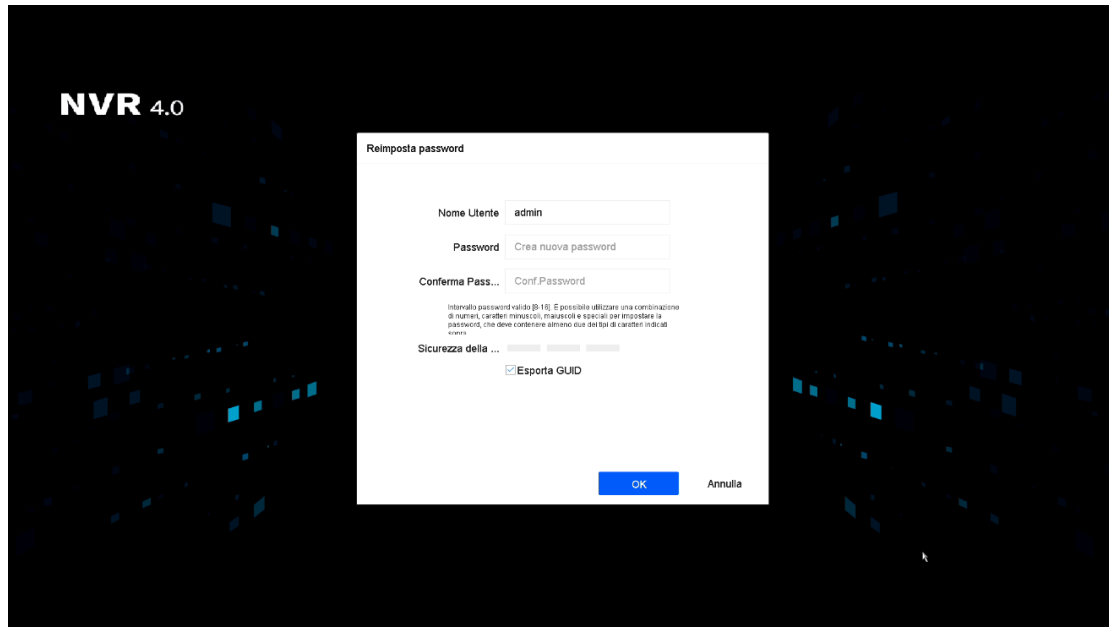 NVR 4.0
Reimposta password
Nome Utente admin
Password Crea nuova password
Conferma Pass... Conf.Password
Intervallo password valido [8-16]. È possibile utilizzare una combinazione
di numeri, caratteri minuscoli, maiuscoli e speciali per impostare la
password, che deve contenere almeno due dei tipi di caratteri indicati
sopra.
Sicurezza della ...
Esporta GUID
OK Annulla